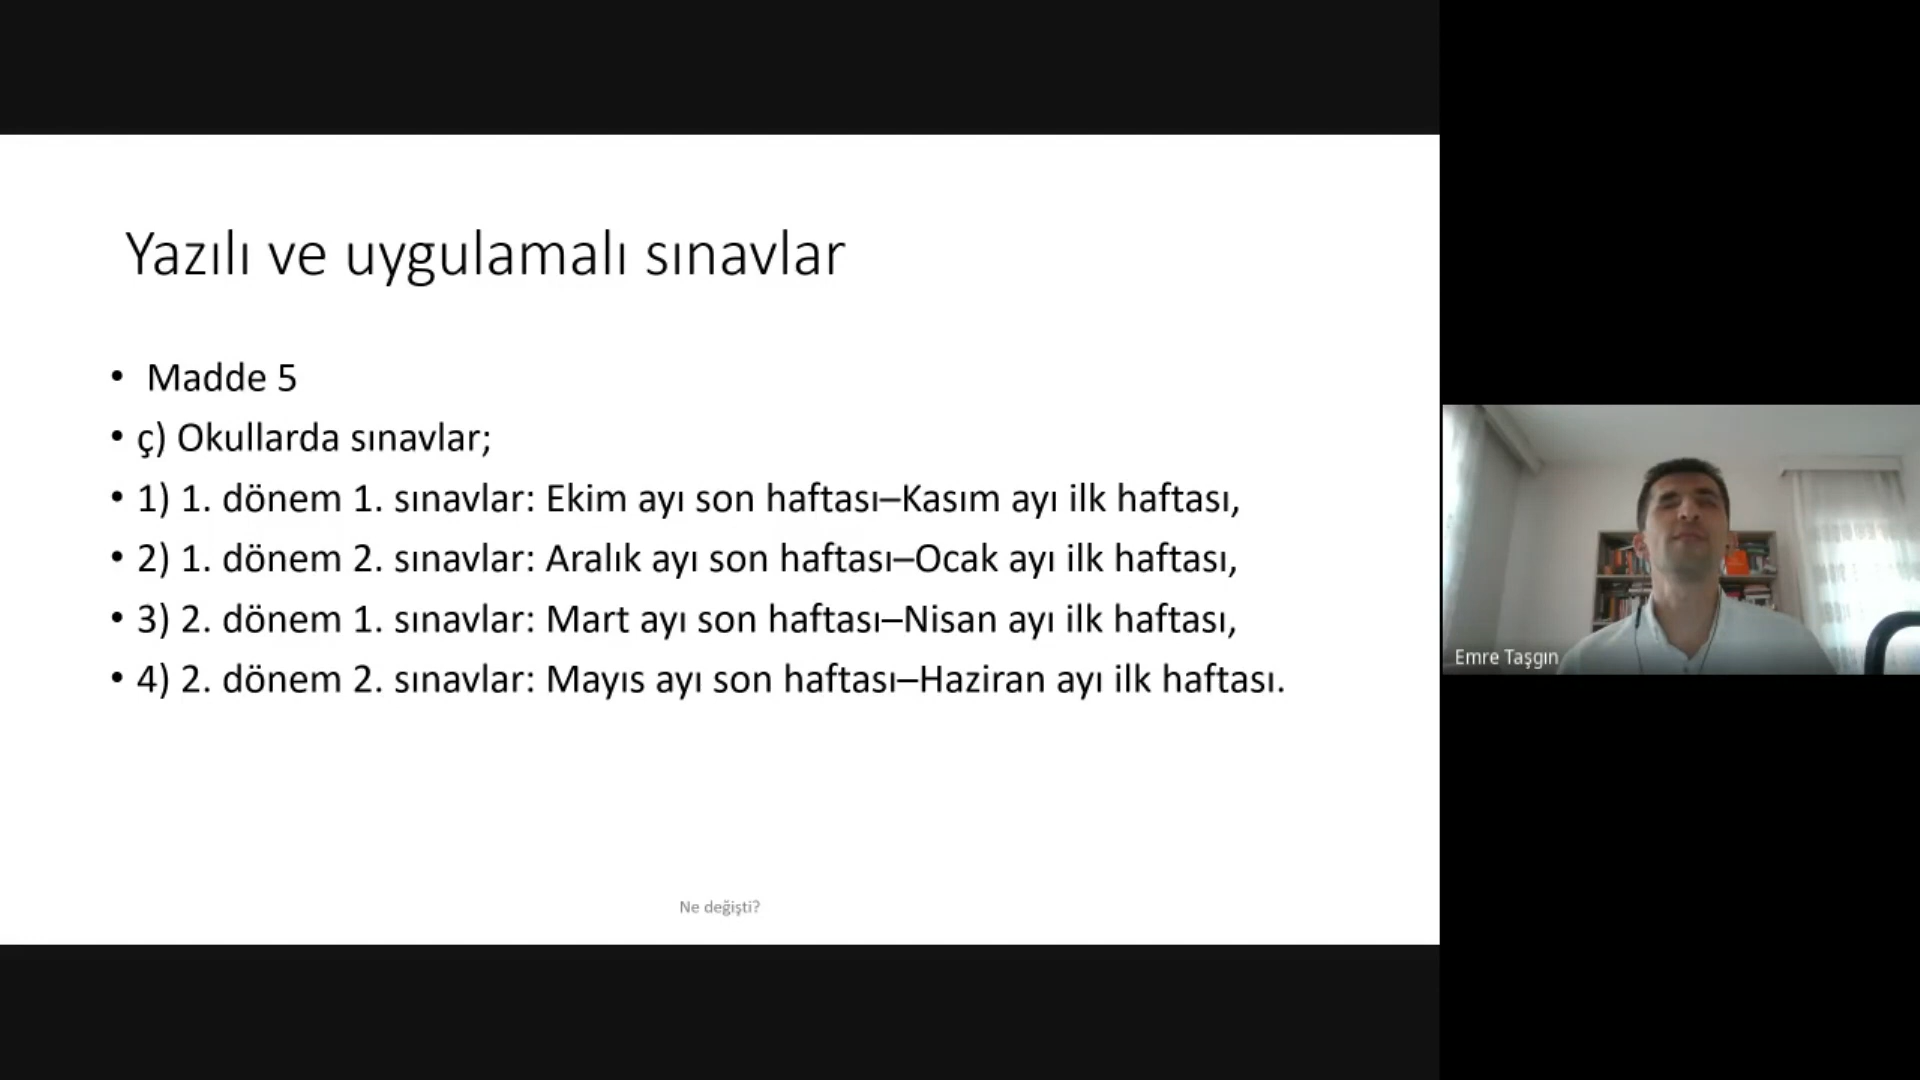 Yazılı ve uygulamalı sınavlar
• Madde 5
• ç) Okullarda sınavlar;
• 1) 1. dönem 1. sınavlar: Ekim ayı son haftası–Kasım ayı ilk haftası,
• 2) 1. dönem 2. sınavlar: Aralık ayı son haftası–Ocak ayı ilk haftası,
• 3) 2. dönem 1. sınavlar: Mart ayı son haftası–Nisan ayı ilk haftası,
• 4) 2. dönem 2. sınavlar: Mayıs ayı son haftası–Haziran ayı ilk haftası.
Ne değişti?
Emre Taşgın